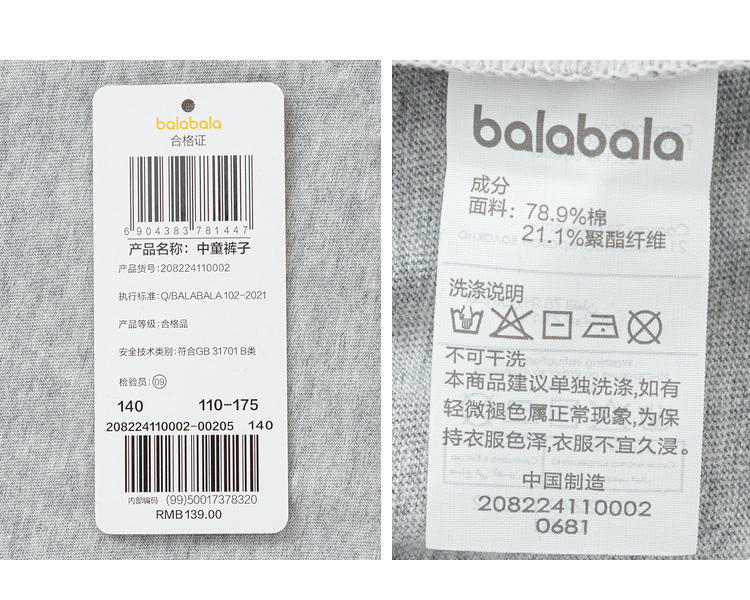 balabala
合格证
6 904383 781447
产品名称：中童裤子
产品货号:208224110002
执行标准:Q/BALABALA 102-2021
产品等级:合格品
安全技术类别:符合GB 31701 B类
检验员:09
140 110-175
208224110002-00205 140
内部编码 (99)50017378320
RMB139.00
balabala
成分
面料：78.9%棉
21.1%聚酯纤维
洗涤说明
不可干洗
本商品建议单独洗涤,如有
轻微褪色属正常现象,为保
持衣服色泽,衣服不宜久浸。
中国制造
208224110002
0681